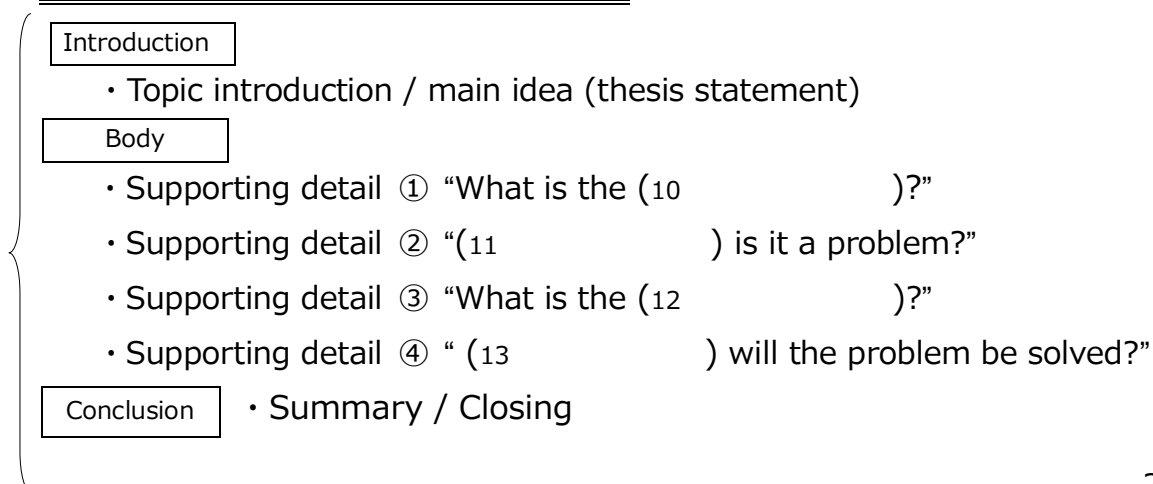 Introduction
・Topic introduction / main idea (thesis statement)
Body
・Supporting detail ① “What is the (10 )?”
・Supporting detail ② “(11 ) is it a problem?”
・Supporting detail ③ “What is the (12 )?”
・Supporting detail ④ “ (13 ) will the problem be solved?”
Conclusion ・Summary / Closing